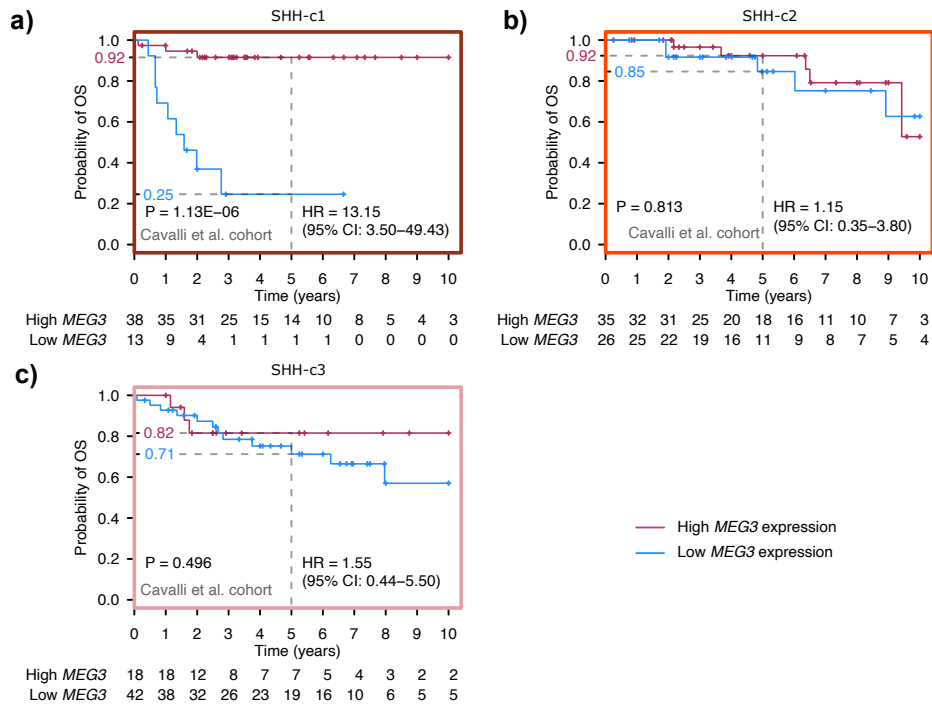 a)
SHH-c1
Probability of OS
1.0
0.8
0.6
0.4
0.2
0.0
0.92
0.25
P = 1.13E−06
HR = 13.15
(95% CI: 3.50−49.43)
Cavalli et al. cohort
0 1 2 3 4 5 6 7 8 9 10
Time (years)
High MEG3 38 35 31 25 15 14 10 8 5 4 3
Low MEG3 13 9 4 1 1 1 1 0 0 0 0
b)
SHH-c2
Probability of OS
1.0
0.8
0.6
0.4
0.2
0.0
0.92
0.85
P = 0.813
HR = 1.15
(95% CI: 0.35−3.80)
Cavalli et al. cohort
0 1 2 3 4 5 6 7 8 9 10
Time (years)
High MEG3 35 32 31 25 20 18 16 11 10 7 3
Low MEG3 26 25 22 19 16 11 9 8 7 5 4
c)
SHH-c3
Probability of OS
1.0
0.8
0.6
0.4
0.2
0.0
0.82
0.71
P = 0.496
HR = 1.55
(95% CI: 0.44−5.50)
Cavalli et al. cohort
0 1 2 3 4 5 6 7 8 9 10
Time (years)
High MEG3 18 18 12 8 7 7 5 4 3 2 2
Low MEG3 42 38 32 26 23 19 16 10 6 5 5
High MEG3 expression
Low MEG3 expression